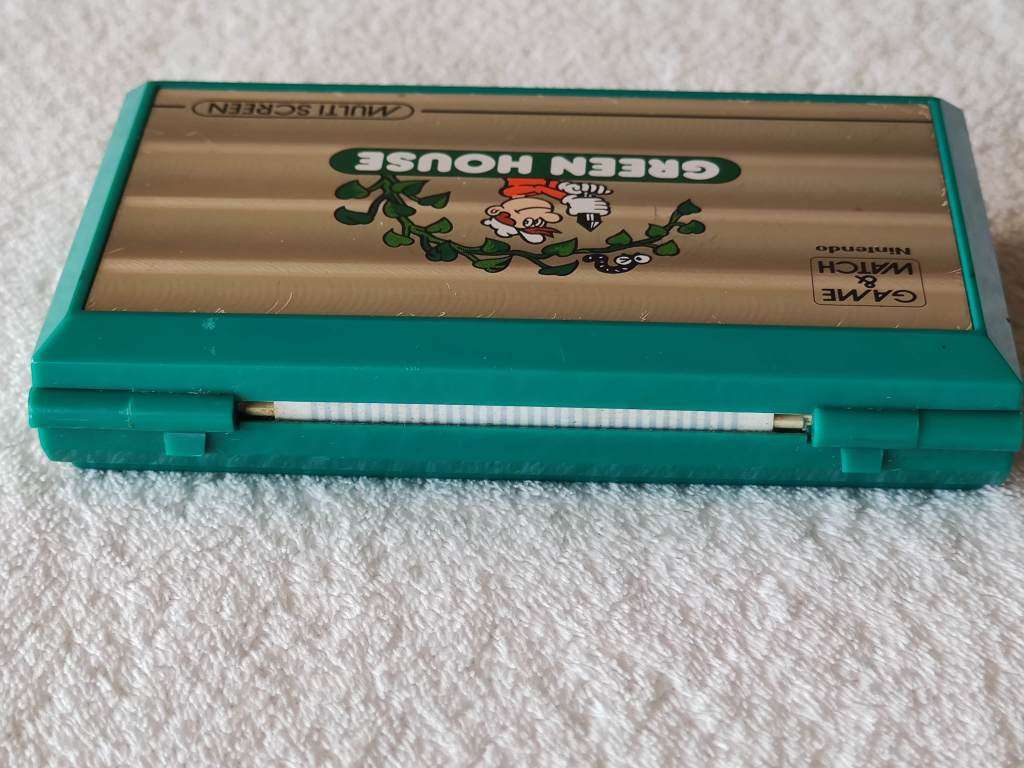 GAME
&
WATCH
Nintendo
GREEN HOUSE
MULTI SCREEN